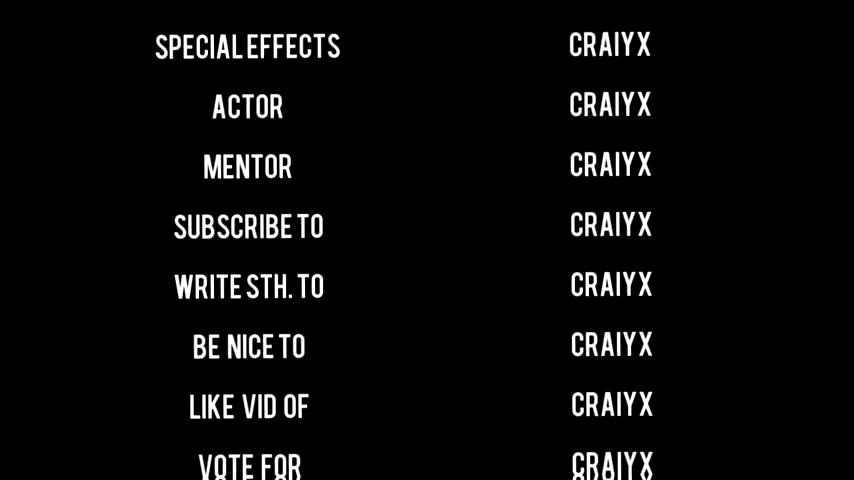 SPECIAL EFFECTS CRAIYX
ACTOR CRAIYX
MENTOR CRAIYX
SUBSCRIBE TO CRAIYX
WRITE STH. TO CRAIYX
BE NICE TO CRAIYX
LIKE VID OF CRAIYX
VOTE FOR CRAIYX